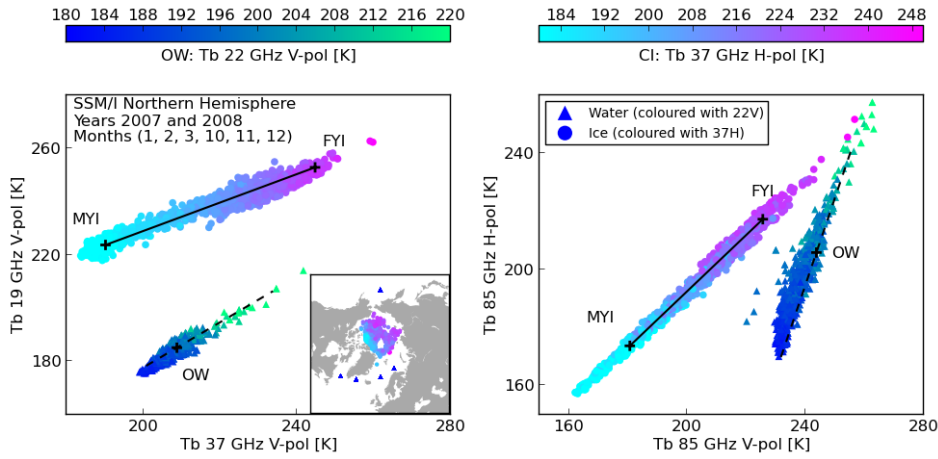 180 184 188 192 196 200 204 208 212 216 220
OW: Tb 22 GHz V-pol [K]
184 192 200 208 216 224 232 240 248
CI: Tb 37 GHz H-pol [K]
SSM/I Northern Hemisphere
Years 2007 and 2008
Months (1, 2, 3, 10, 11, 12)
FYI
MYI
OW
260
220
180
Tb 19 GHz V-pol [K]
200 240 280
Tb 37 GHz V-pol [K]
Water (coloured with 22V)
Ice (coloured with 37H)
FYI
OW
MYI
240
200
160
Tb 85 GHz H-pol [K]
160 200 240 280
Tb 85 GHz V-pol [K]